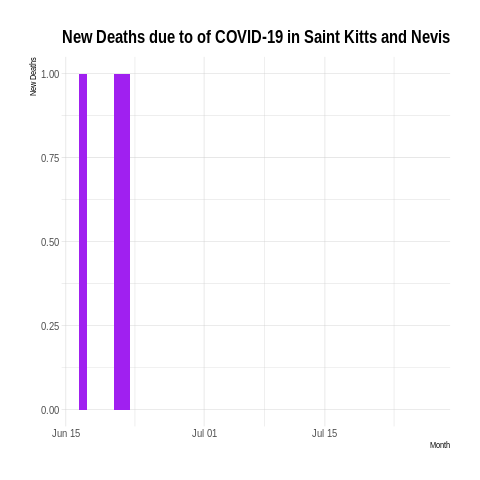 New Deaths due to of COVID-19 in Saint Kitts and Nevis
New Deaths
1.00
0.75
0.50
0.25
0.00
Jun 15
Jul 01
Jul 15
Month